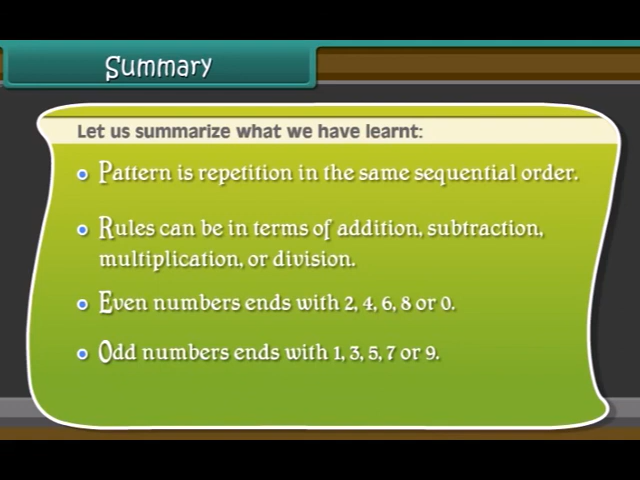 Summary
Let us summarize what we have learnt:
Pattern is repetition in the same sequential order.
Rules can be in terms of addition, subtraction,
multiplication, or division.
Even numbers ends with 2, 4, 6, 8 or 0.
Odd numbers ends with 1, 3, 5, 7 or 9.